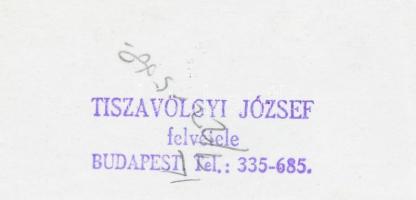 TISZAVÖLGYI JÓZSEF
felvétele
BUDAPEST Tel.: 335-685.